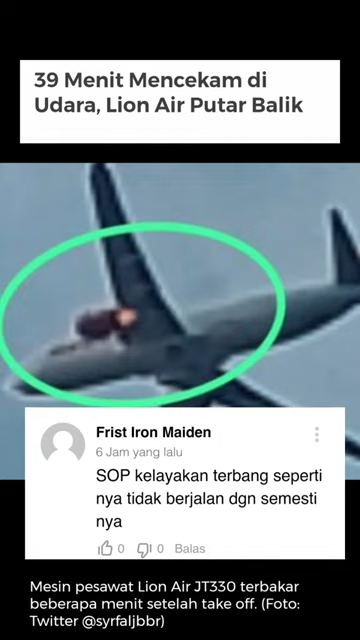 39 Menit Mencekam di
Udara, Lion Air Putar Balik
Frist Iron Maiden
6 Jam yang lalu
SOP kelayakan terbang seperti
nya tidak berjalan dgn semesti
nya
0 0 Balas
Mesin pesawat Lion Air JT330 terbakar
beberapa menit setelah take off. (Foto:
Twitter @syrfaljbbr)